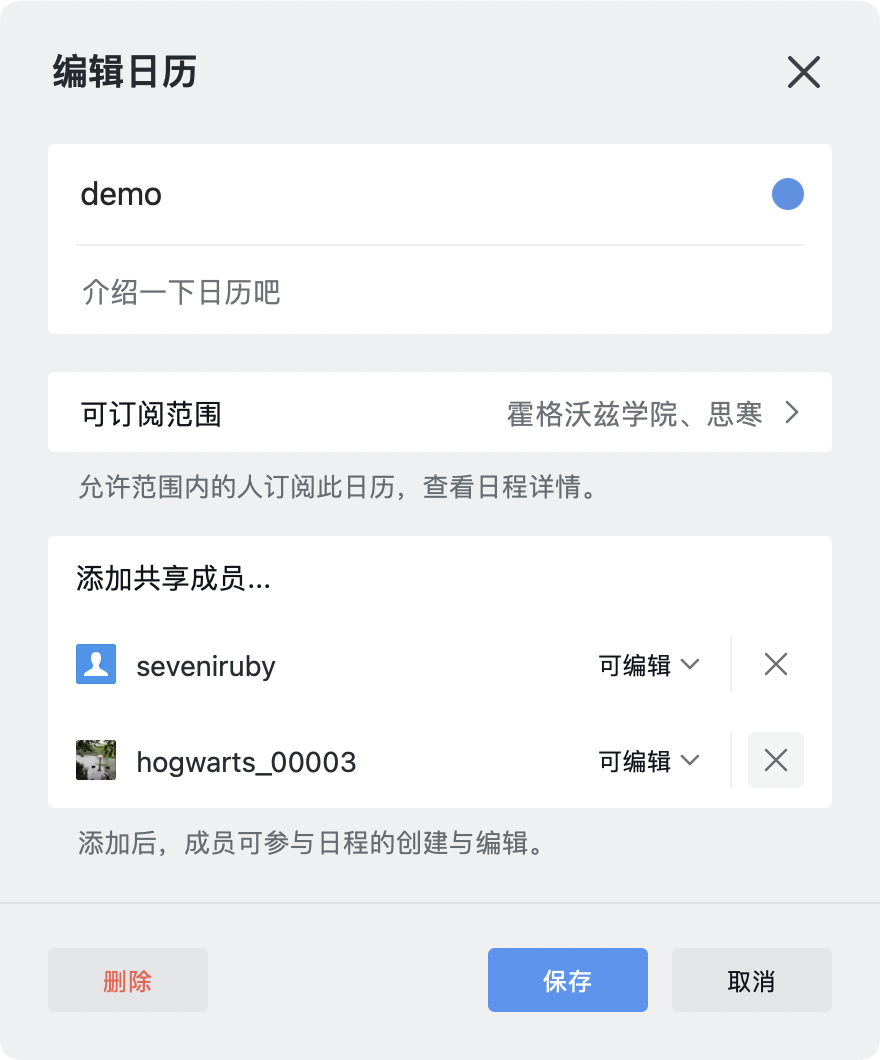 编辑日历
demo
介绍一下日历吧
可订阅范围 霍格沃兹学院、思寒
允许范围内的人订阅此日历，查看日程详情。
添加共享成员...
seveniruby 可编辑
hogwarts_00003 可编辑
添加后，成员可参与日程的创建与编辑。
删除 保存 取消